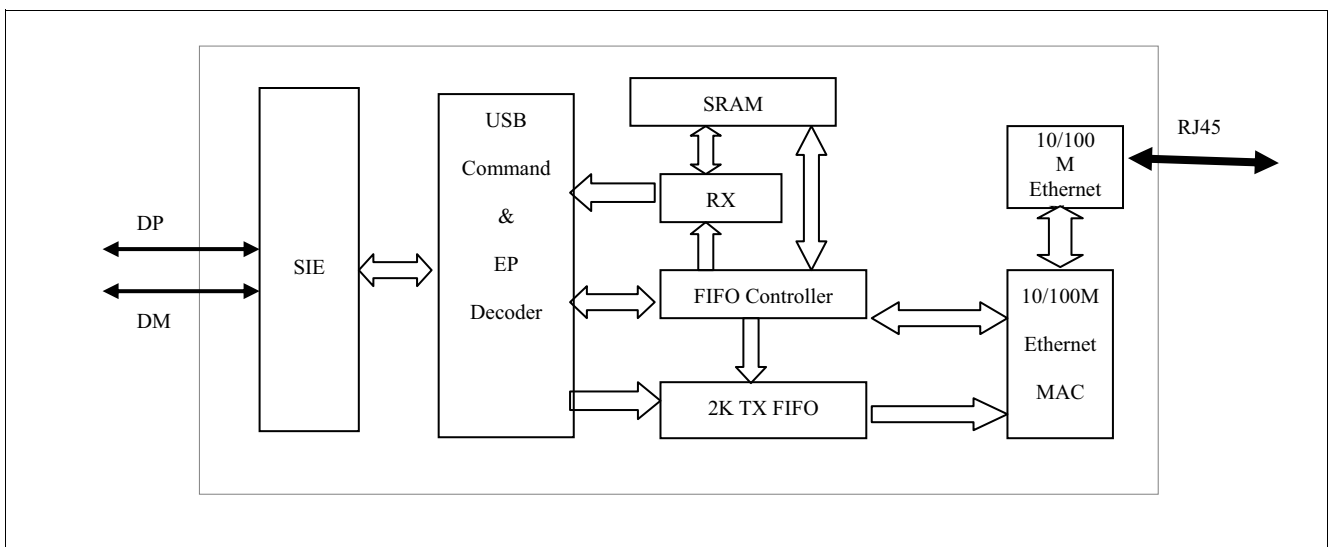 SRAM
USB
Command
&
EP
Decoder
RX
10/100
M
Ethernet
RJ45
DP
DM
SIE
FIFO Controller
2K TX FIFO
10/100M
Ethernet
MAC